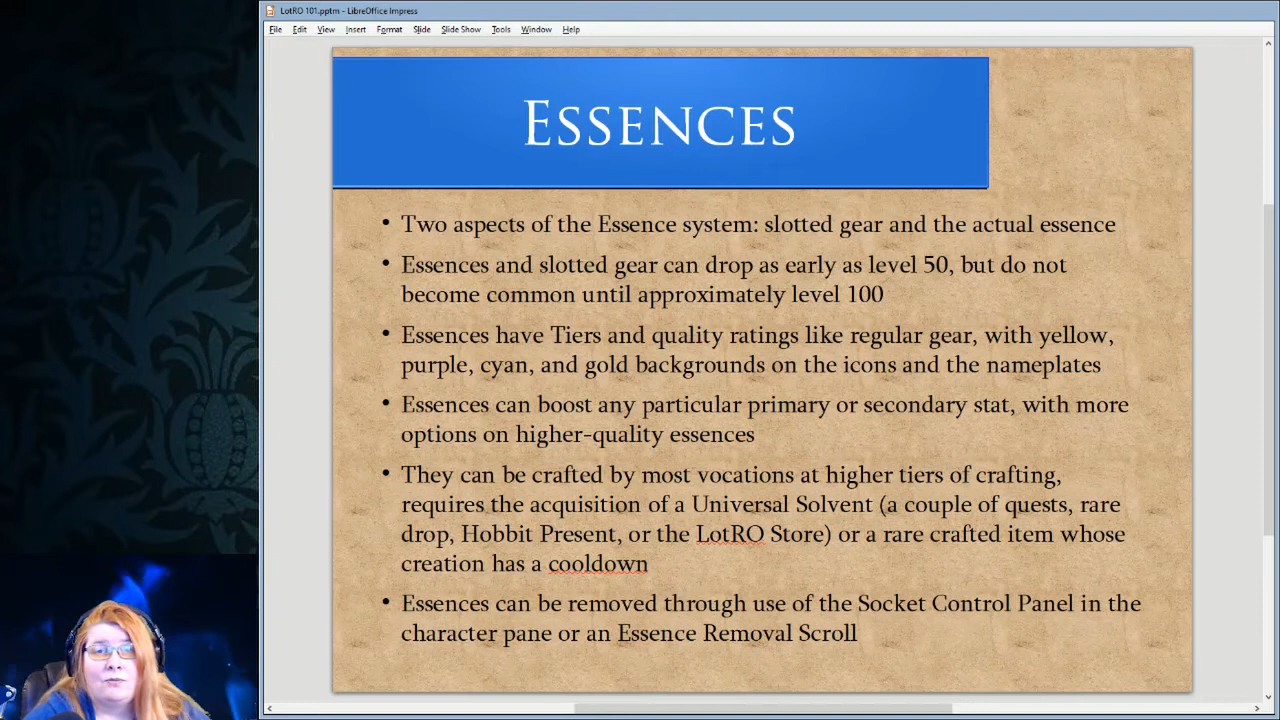 LotRO 101.pptm - LibreOffice Impress
File Edit View Insert Format Slide Slide Show Tools Window Help
ESSENCES
• Two aspects of the Essence system: slotted gear and the actual essence
• Essences and slotted gear can drop as early as level 50, but do not
become common until approximately level 100
• Essences have Tiers and quality ratings like regular gear, with yellow,
purple, cyan, and gold backgrounds on the icons and the nameplates
• Essences can boost any particular primary or secondary stat, with more
options on higher-quality essences
• They can be crafted by most vocations at higher tiers of crafting,
requires the acquisition of a Universal Solvent (a couple of quests, rare
drop, Hobbit Present, or the LotRO Store) or a rare crafted item whose
creation has a cooldown
• Essences can be removed through use of the Socket Control Panel in the
character pane or an Essence Removal Scroll